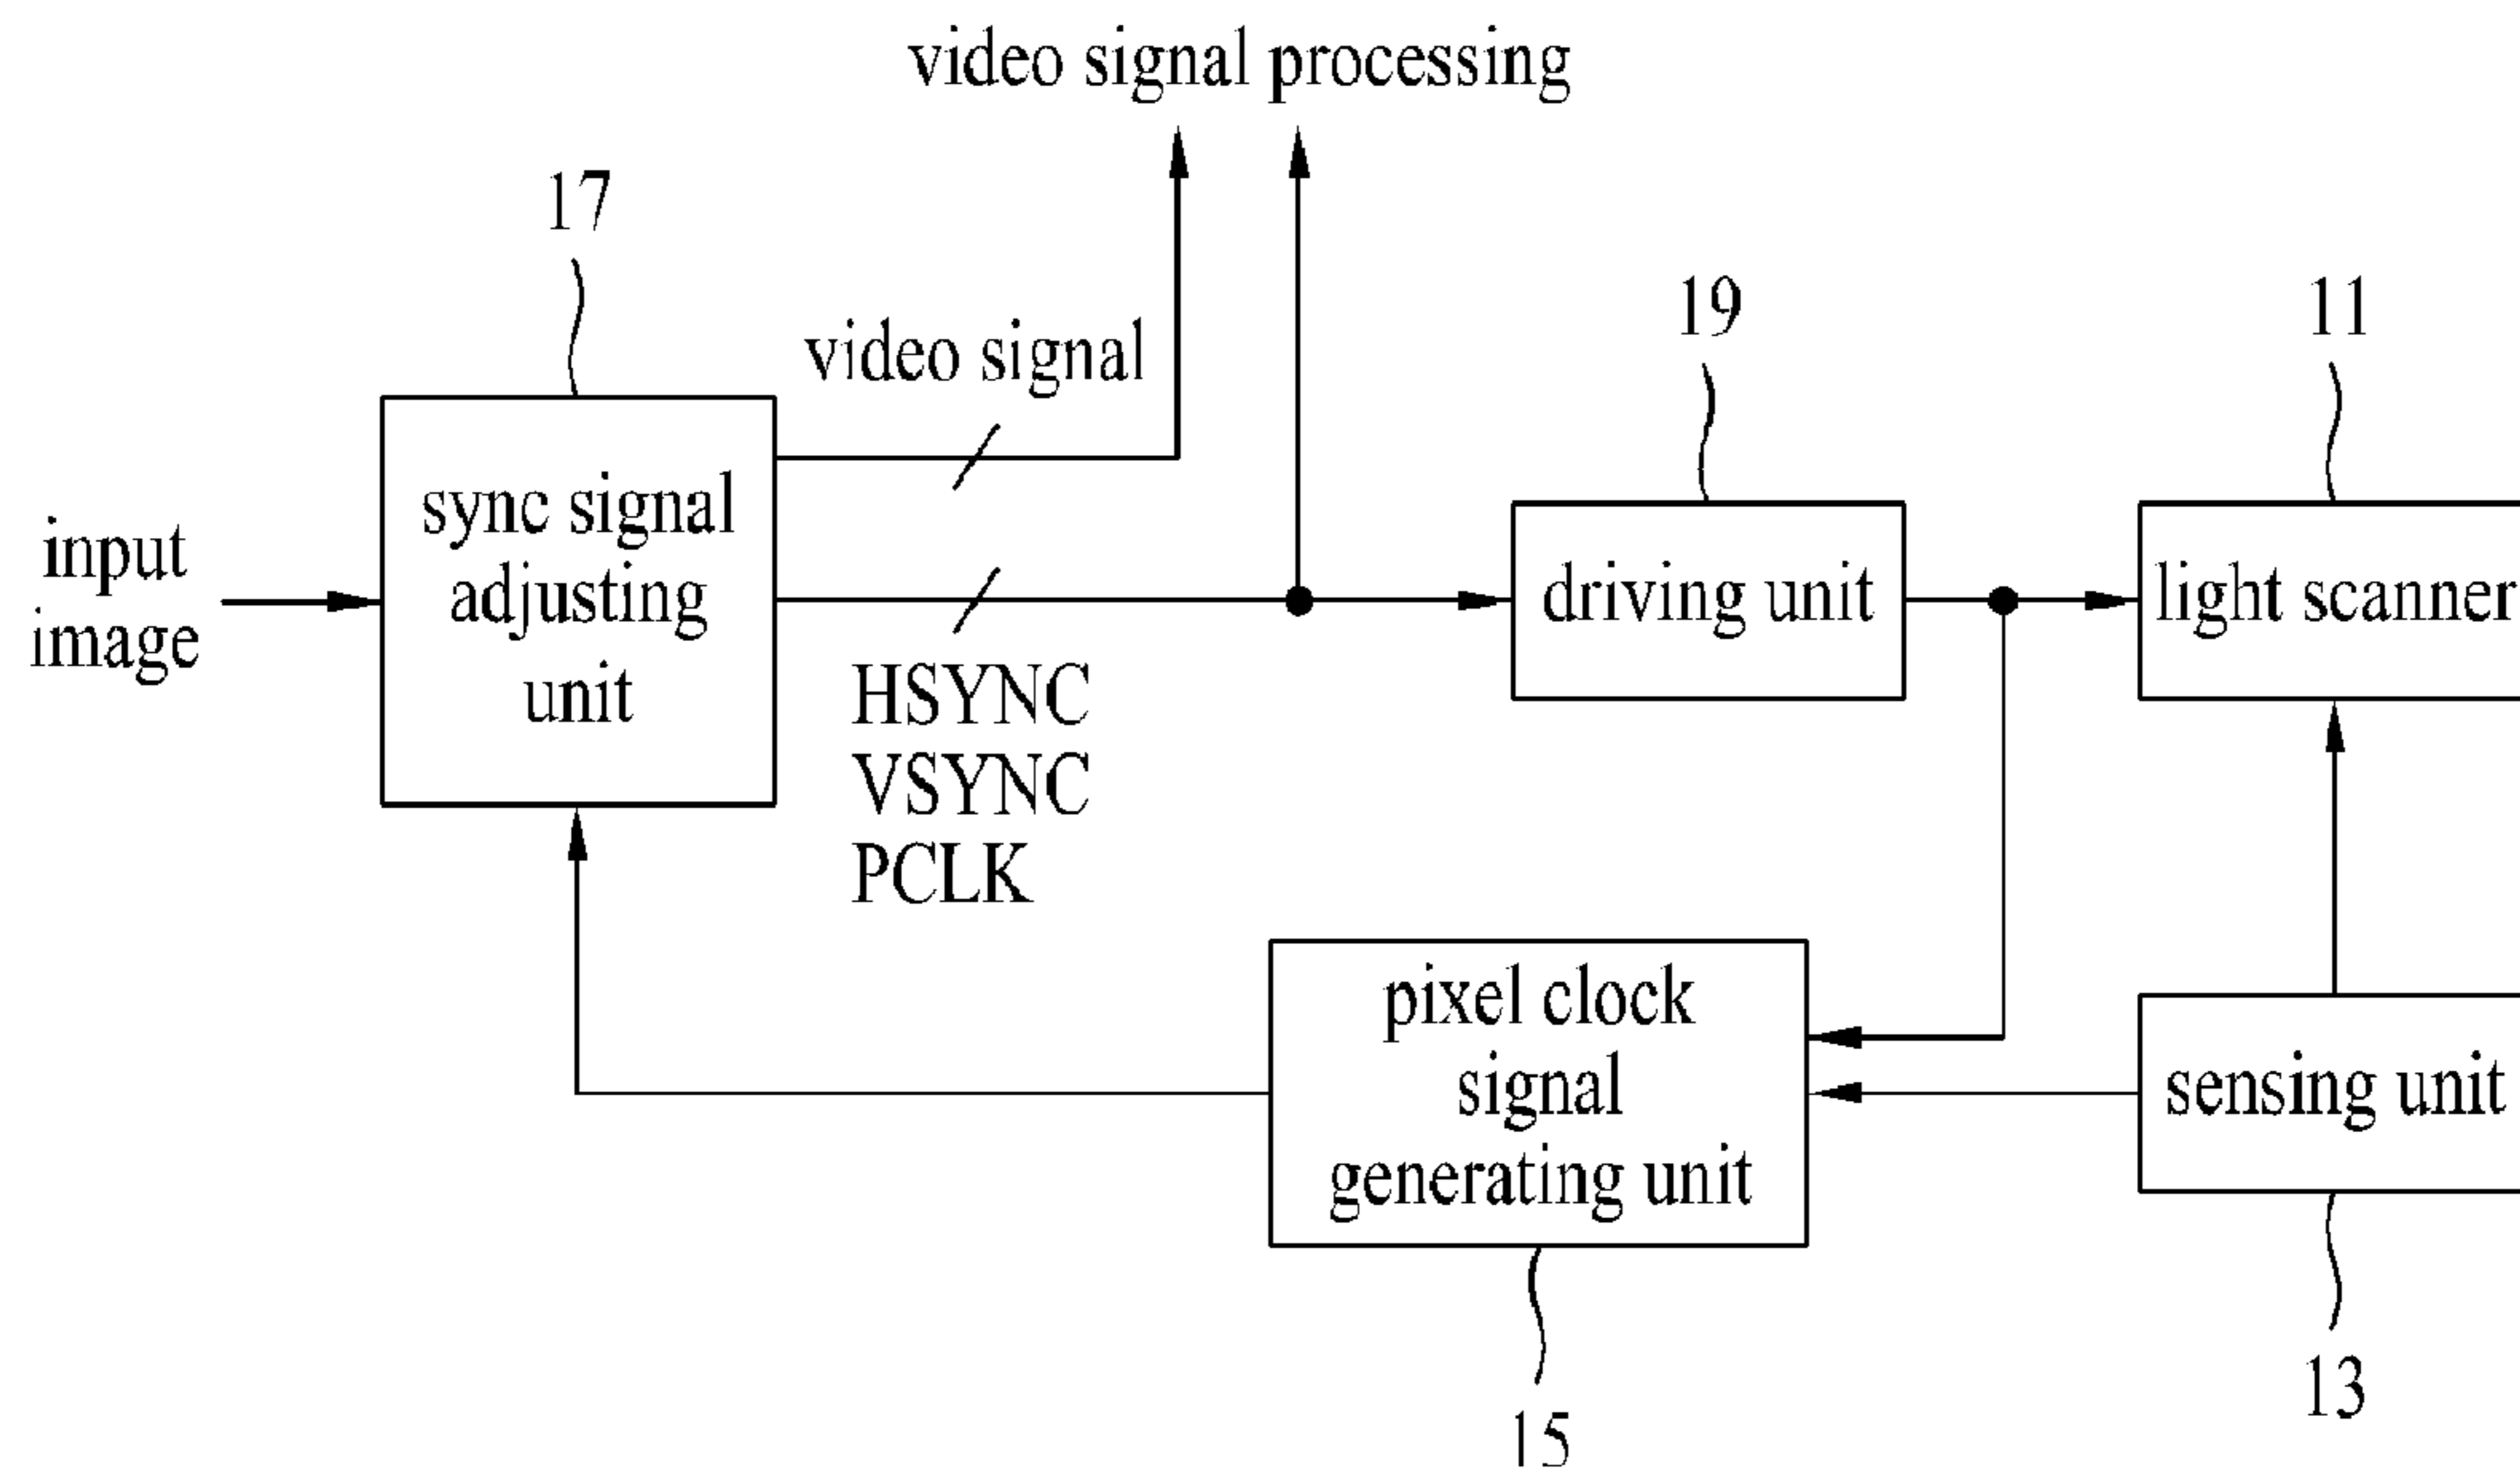 video signal processing
17
19
11
video signal
sync signal
adjusting
unit
input
image
driving unit
light scanner
HSYNC
VSYNC
PCLK
pixel clock
signal
generating unit
sensing unit
13
15